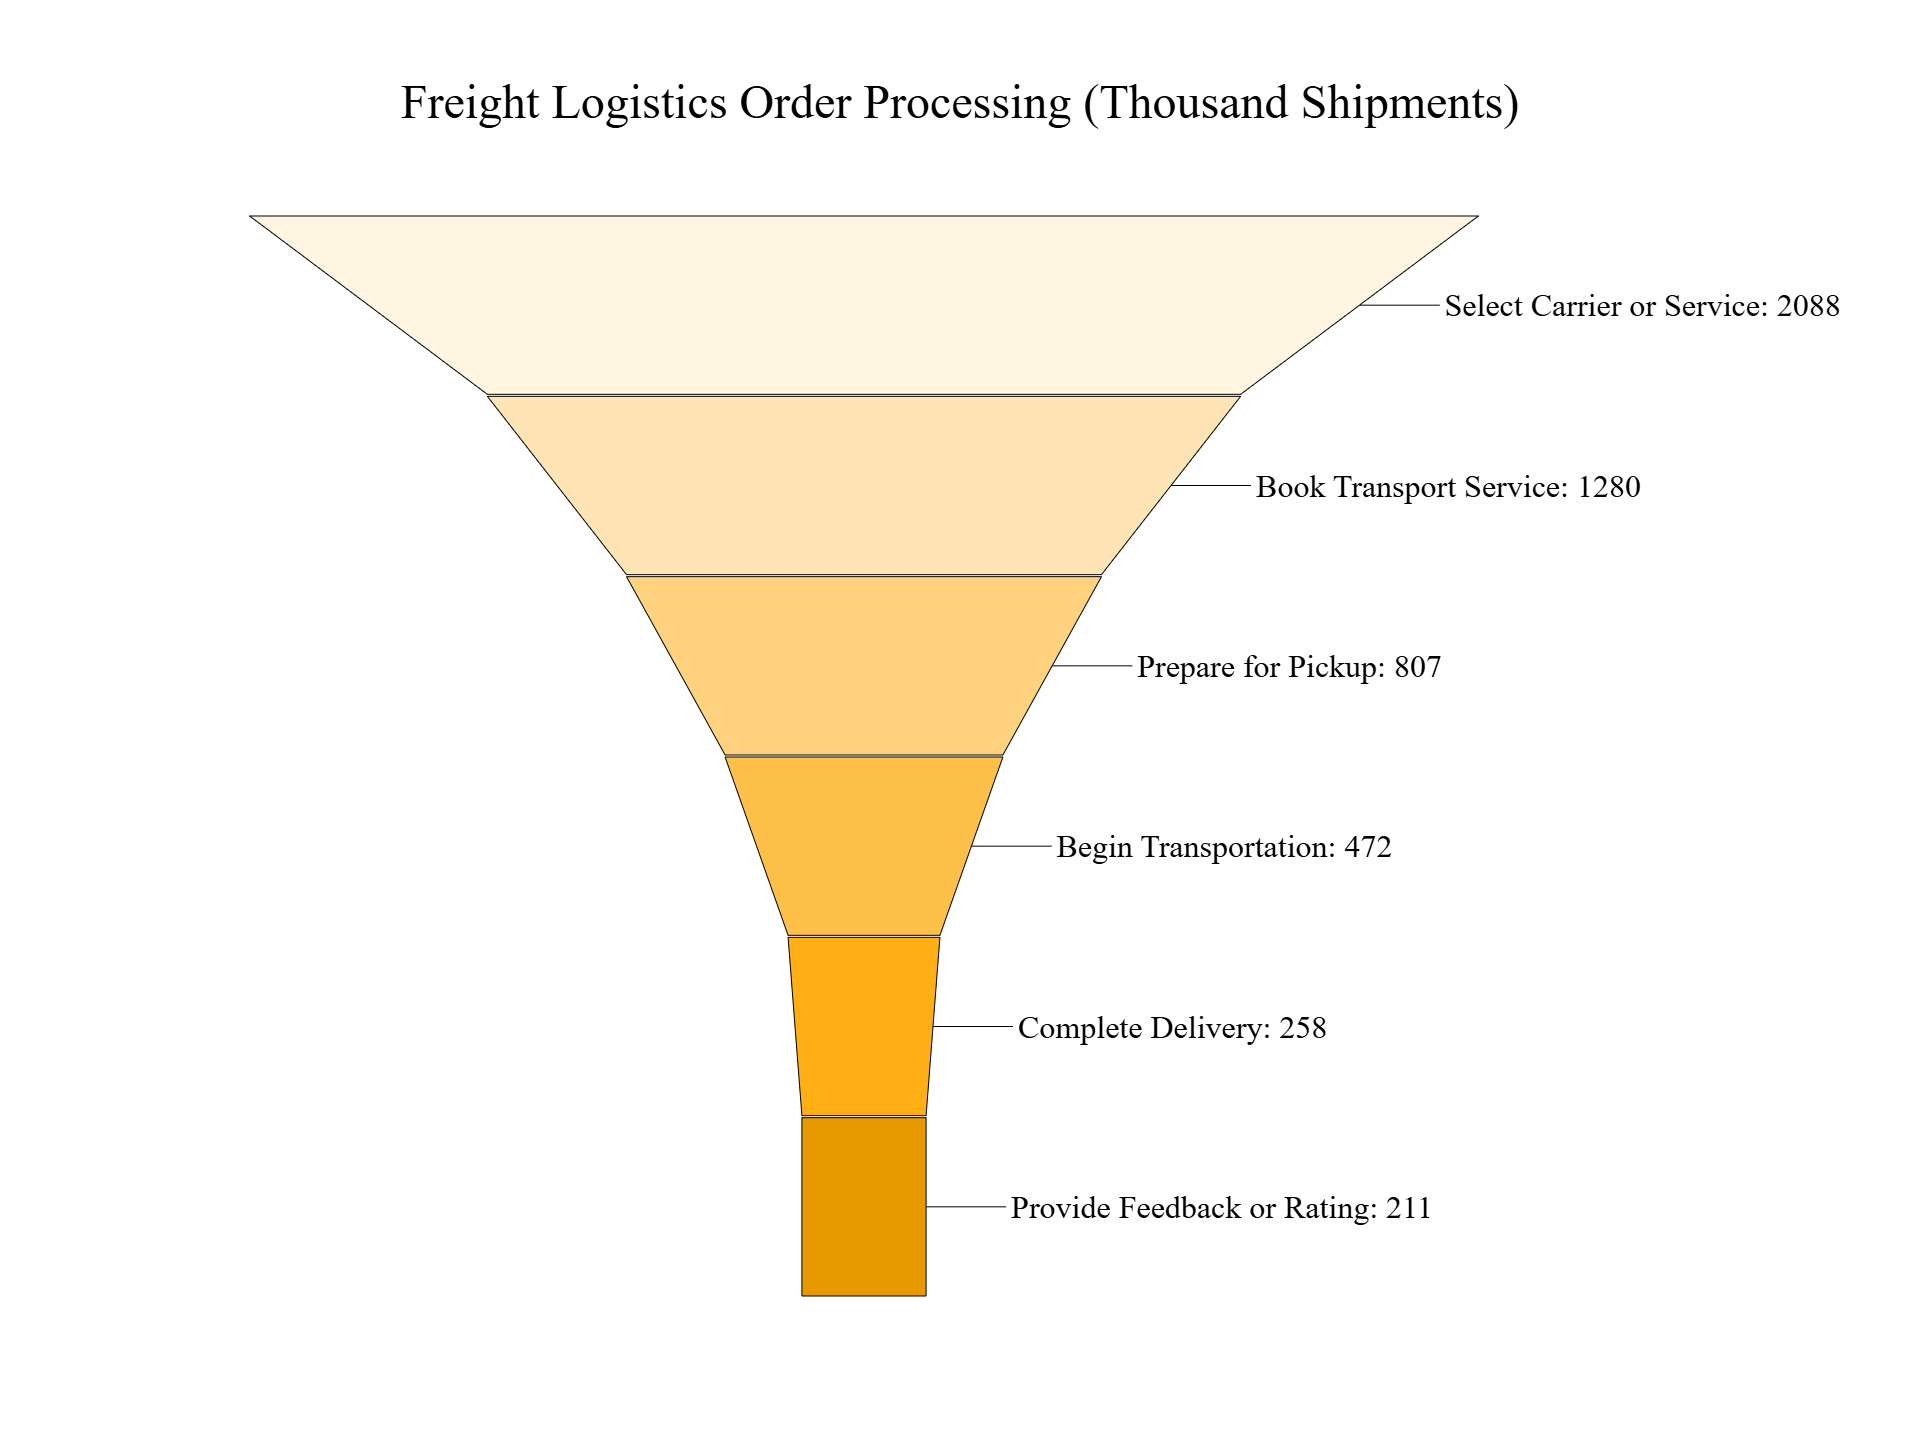 Freight Logistics Order Processing (Thousand Shipments)
Select Carrier or Service: 2088
Book Transport Service: 1280
Prepare for Pickup: 807
Begin Transportation: 472
Complete Delivery: 258
Provide Feedback or Rating: 211